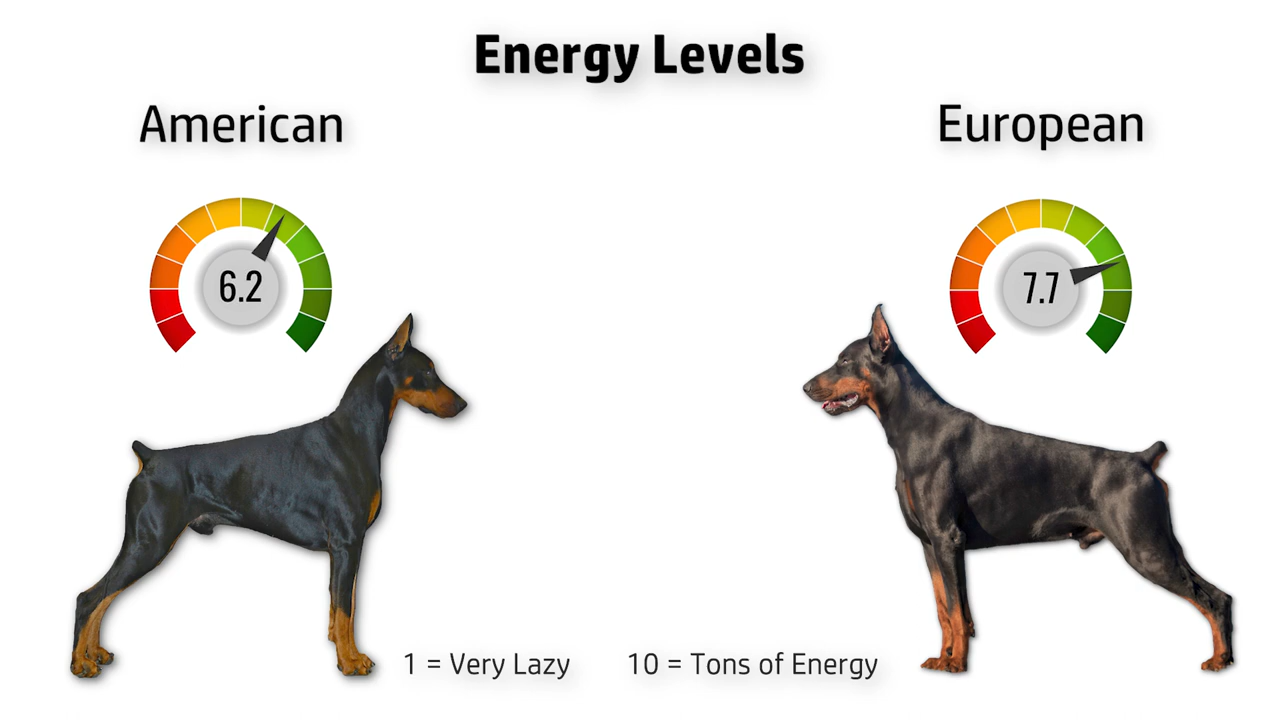 Energy Levels
American
European
6.2
7.7
1 = Very Lazy
10 = Tons of Energy